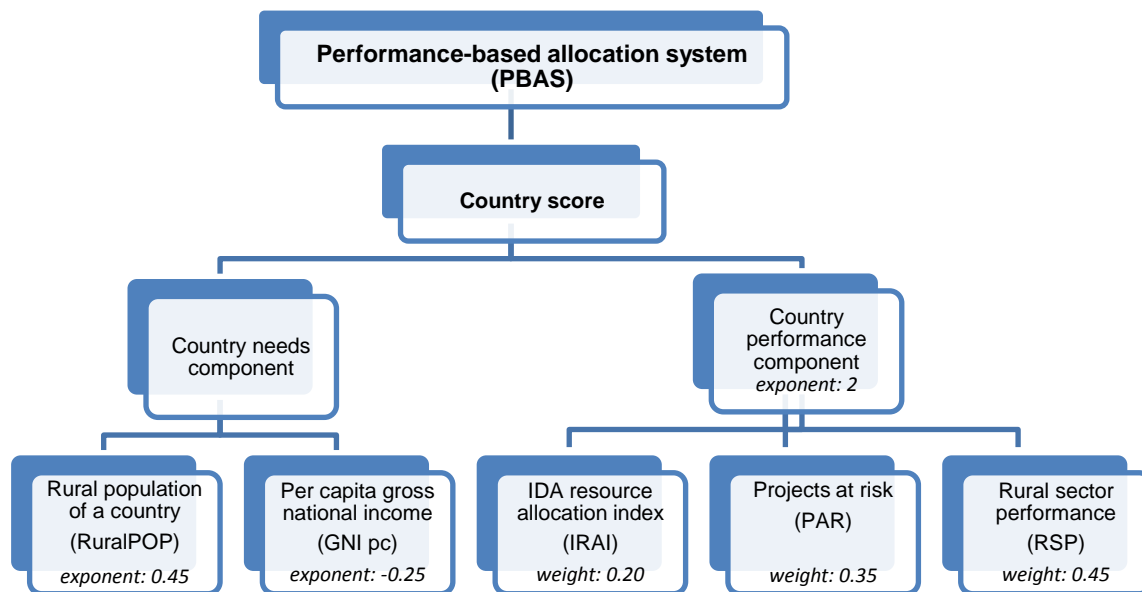 Performance-based allocation system
(PBAS)
Country score
Country needs
component
Country
performance
component
exponent: 2
Rural population
of a country
(RuralPOP)
exponent: 0.45
Per capita gross
national income
(GNI pc)
exponent: -0.25
IDA resource
allocation index
(IRAI)
weight: 0.20
Projects at risk
(PAR)
weight: 0.35
Rural sector
performance
(RSP)
weight: 0.45